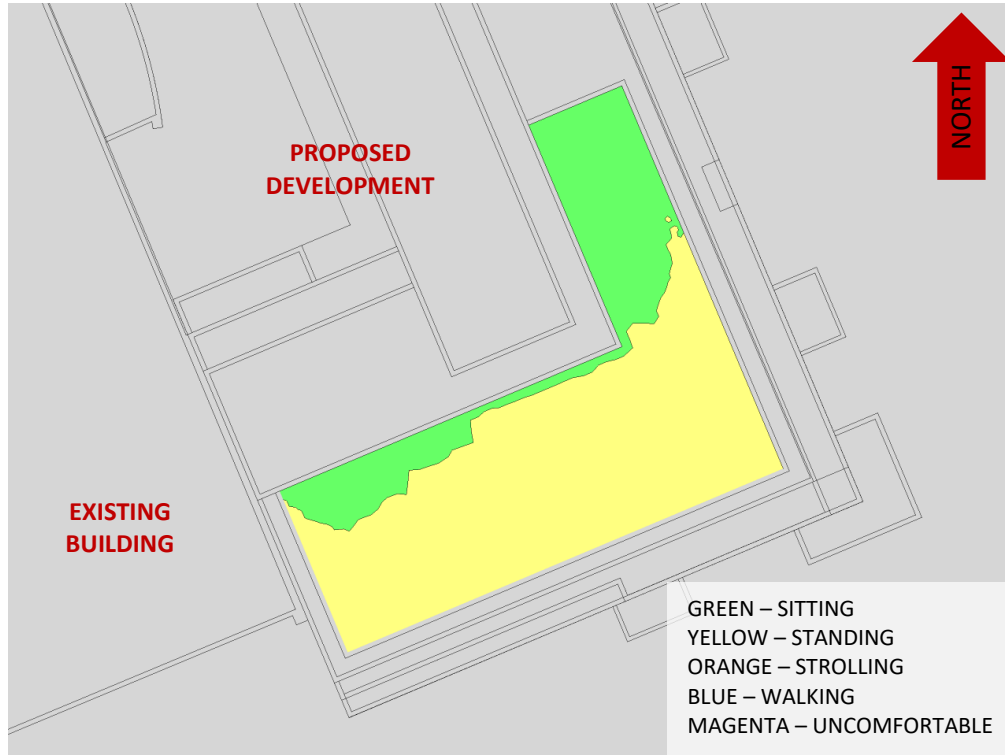 NORTH
PROPOSED
DEVELOPMENT
EXISTING
BUILDING
GREEN – SITTING
YELLOW – STANDING
ORANGE – STROLLING
BLUE – WALKING
MAGENTA – UNCOMFORTABLE